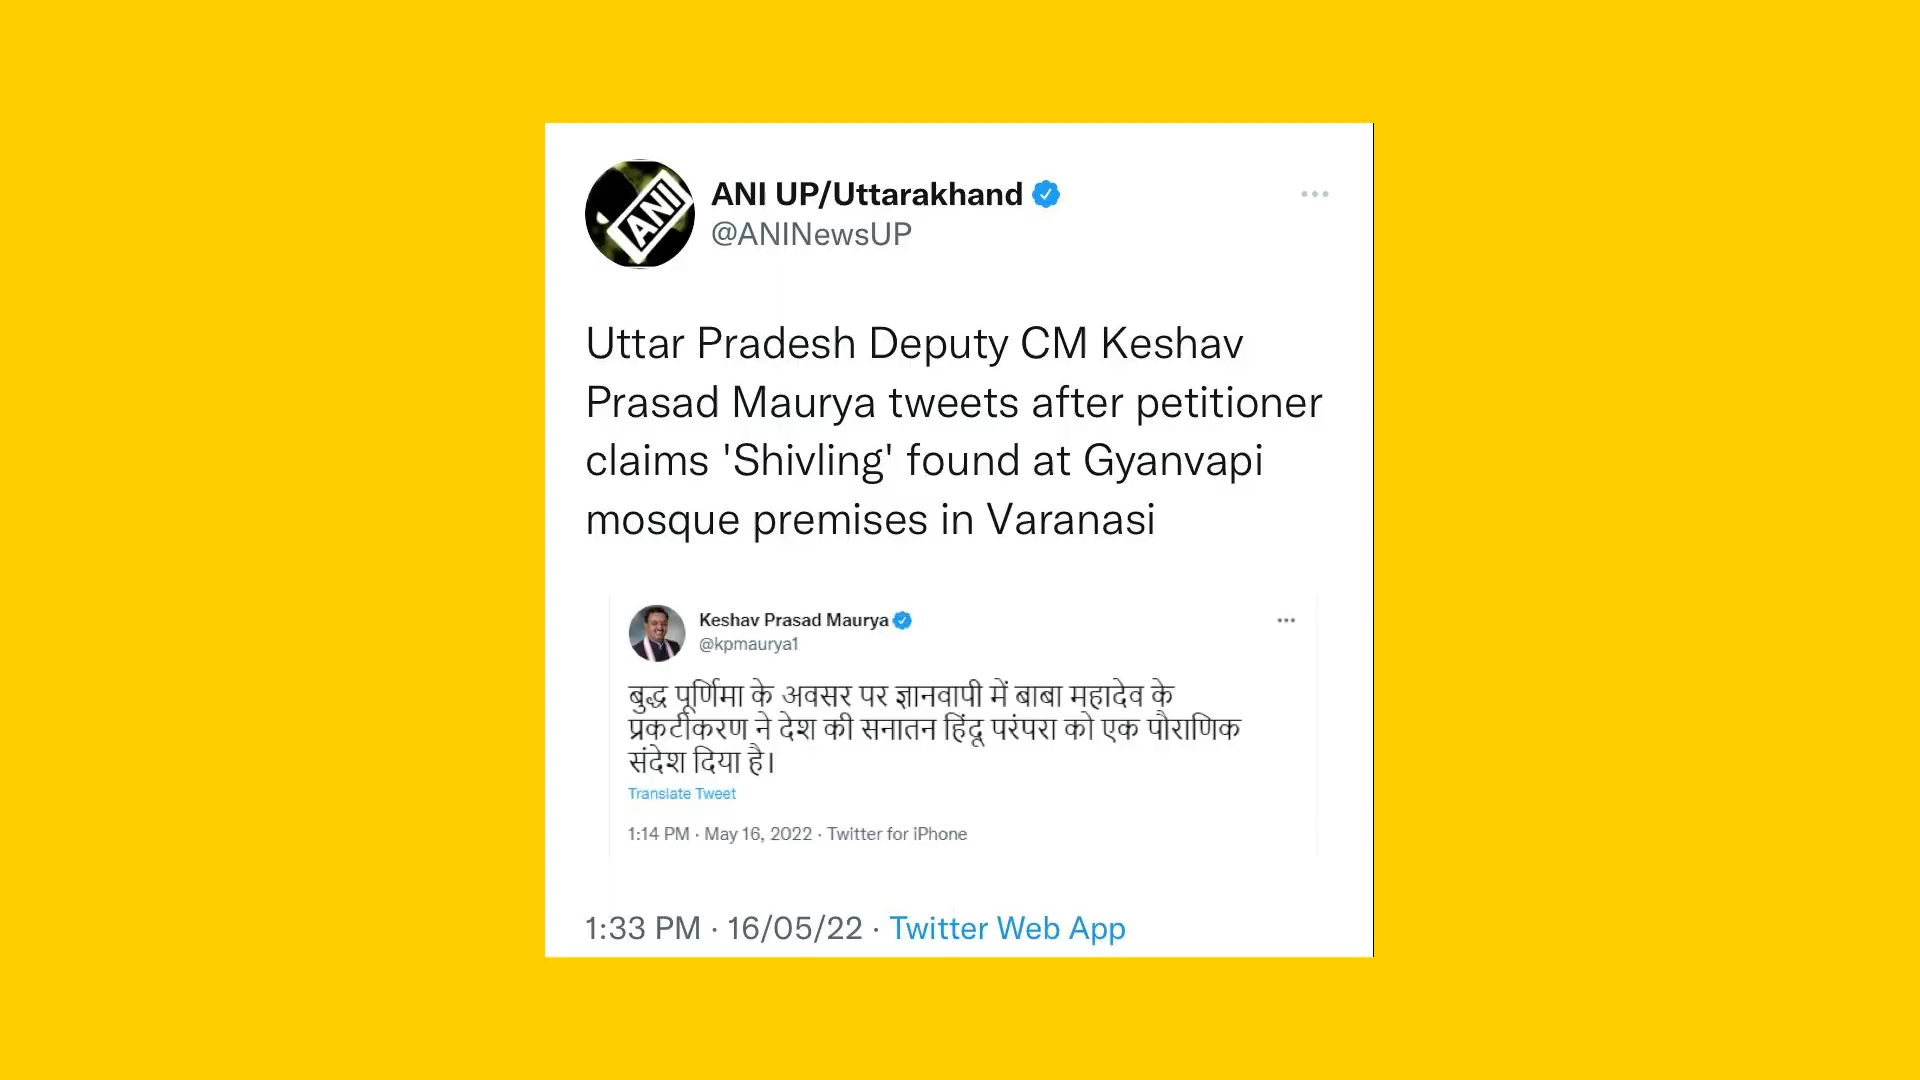 ANI
ANI UP/Uttarakhand
@ANINewsUP
Uttar Pradesh Deputy CM Keshav
Prasad Maurya tweets after petitioner
claims 'Shivling' found at Gyanvapi
mosque premises in Varanasi
Keshav Prasad Maurya
@kpmaurya1
बुद्ध पूर्णिमा के अवसर पर ज्ञानवापी में बाबा महादेव के
प्रकटीकरण ने देश की सनातन हिंदू परंपरा को एक पौराणिक
संदेश दिया है।
Translate Tweet
1:14 PM · May 16, 2022 · Twitter for iPhone
1:33 PM · 16/05/22 · Twitter Web App